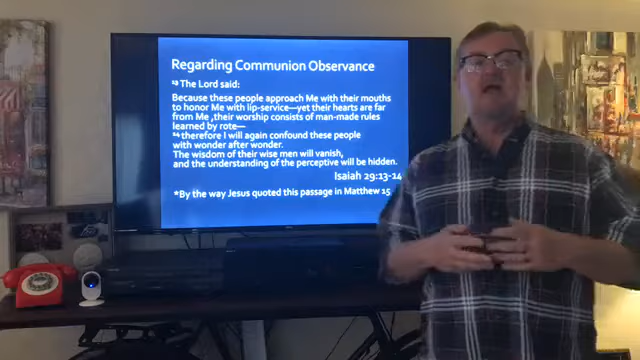 Regarding Communion Observance
13 The Lord said:
Because these people approach Me with their mouths
to honor Me with lip-service—yet their hearts are far
from Me ,their worship consists of man-made rules
learned by rote—
14 therefore I will again confound these people
with wonder after wonder.
The wisdom of their wise men will vanish,
and the understanding of the perceptive will be hidden.
Isaiah 29:13-14
*By the way Jesus quoted this passage in Matthew 15